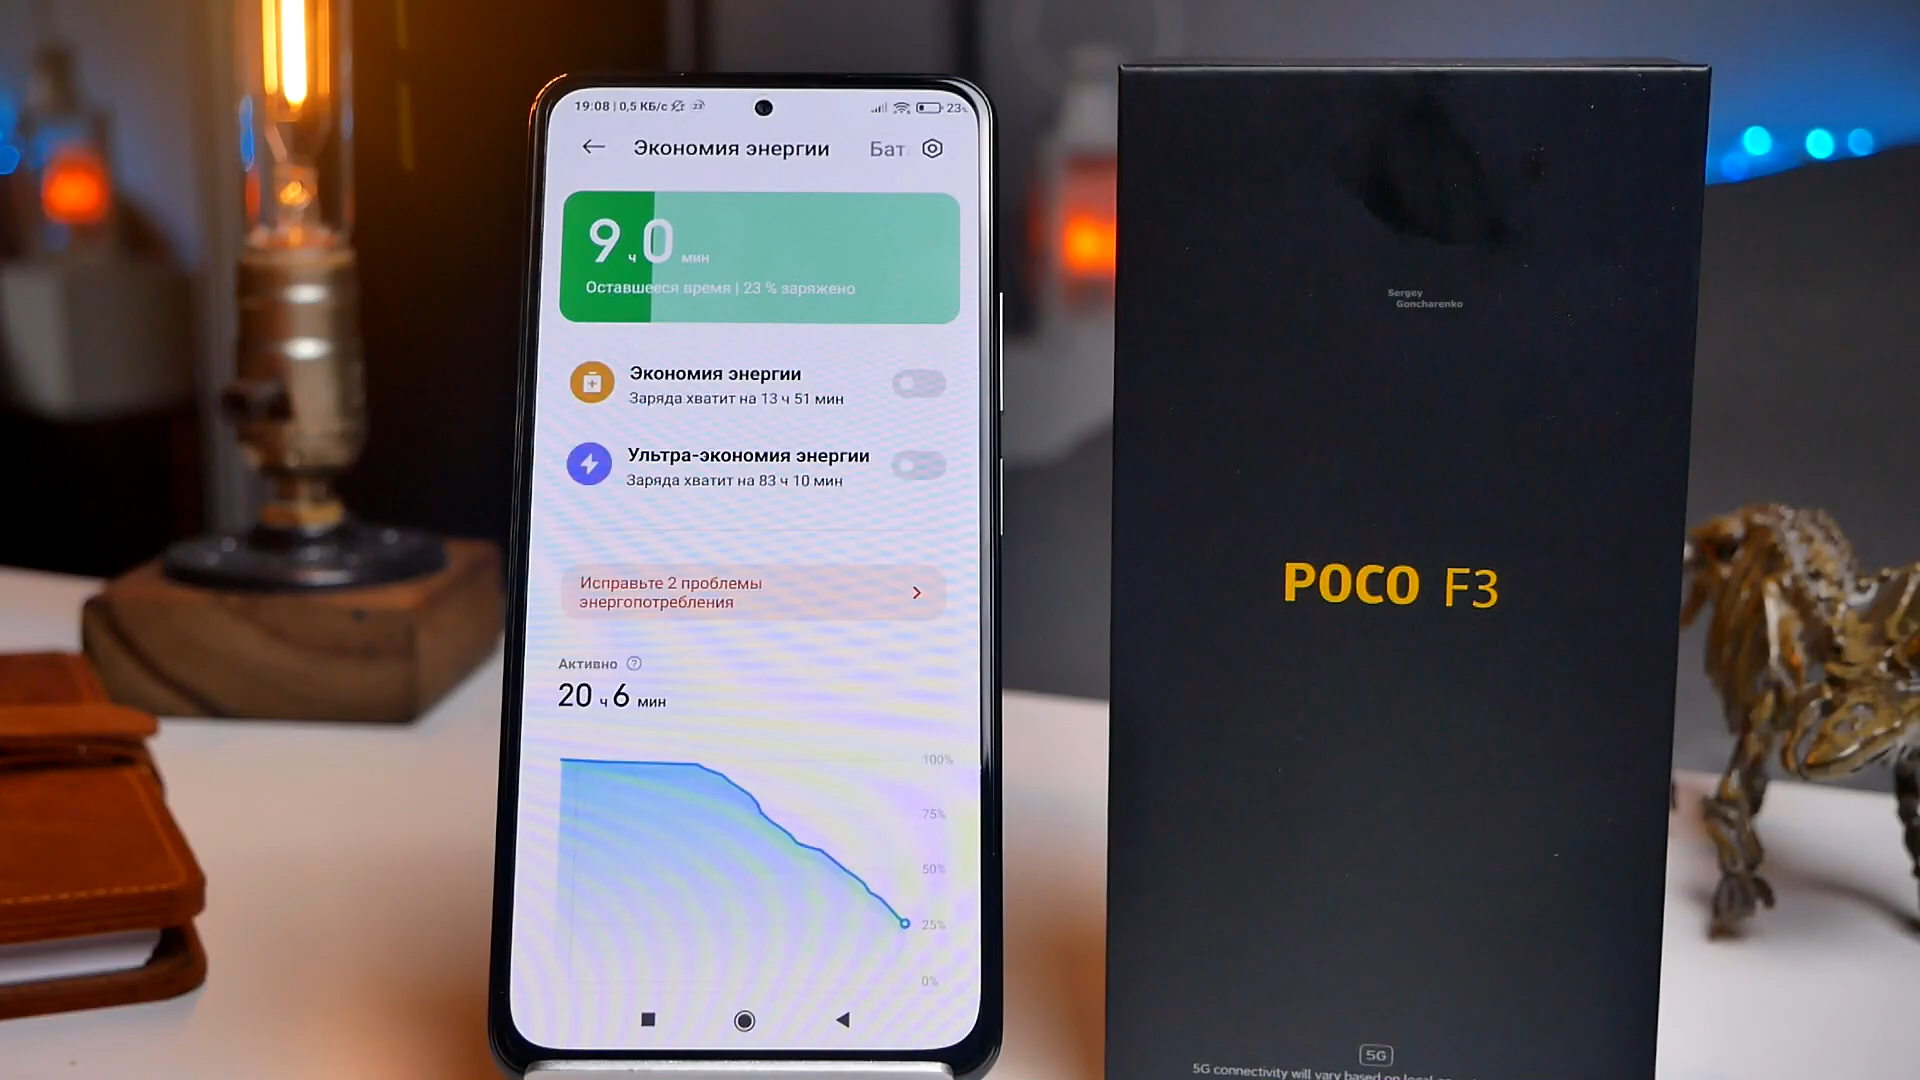 19:08 | 0,5 КБ/с
23%
Экономия энергии Бат
9 ч 0 мин
Оставшееся время | 23 % заряжено
Экономия энергии
Заряда хватит на 13 ч 51 мин
Ультра-экономия энергии
Заряда хватит на 83 ч 10 мин
Исправьте 2 проблемы
энергопотребления
Активно ?
20 ч 6 мин
100%
75%
50%
25%
0%
Sergey
Goncharenko
POCO F3
5G
5G connectivity will vary based on local